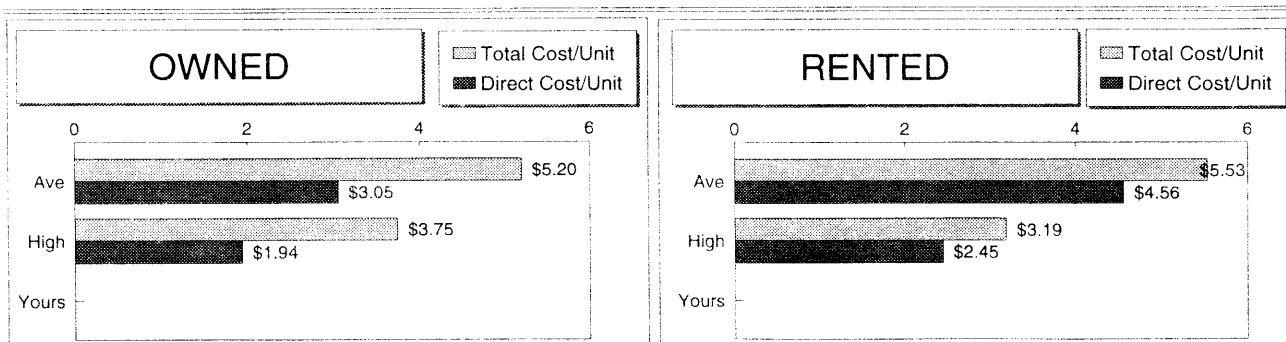 OWNED
Total Cost/Unit
Direct Cost/Unit
0 2 4 6
Ave $5.20
$3.05
High $3.75
$1.94
Yours
RENTED
Total Cost/Unit
Direct Cost/Unit
0 2 4 6
Ave $5.53
$4.56
High $3.19
$2.45
Yours